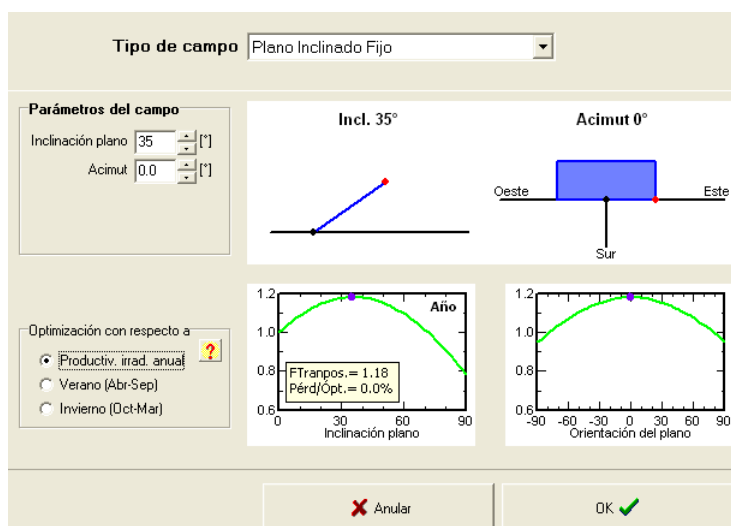 Tipo de campo Plano Inclinado Fijo
Parámetros del campo
Inclinación plano 35 [°]
Acimut 0.0 [°]
Incl. 35°
Acimut 0°
Oeste Este
Sur
Optimización con respecto a
Productiv. irrad. anual
Verano (Abr-Sep)
Invierno (Oct-Mar)
?
1.2
1.0
0.8
0.6
Año
FTranpos.= 1.18
Pérd/Ópt.= 0.0%
0 30 60 90
Inclinación plano
1.2
1.0
0.8
0.6
-90 -60 -30 0 30 60 90
Orientación del plano
Anular
OK